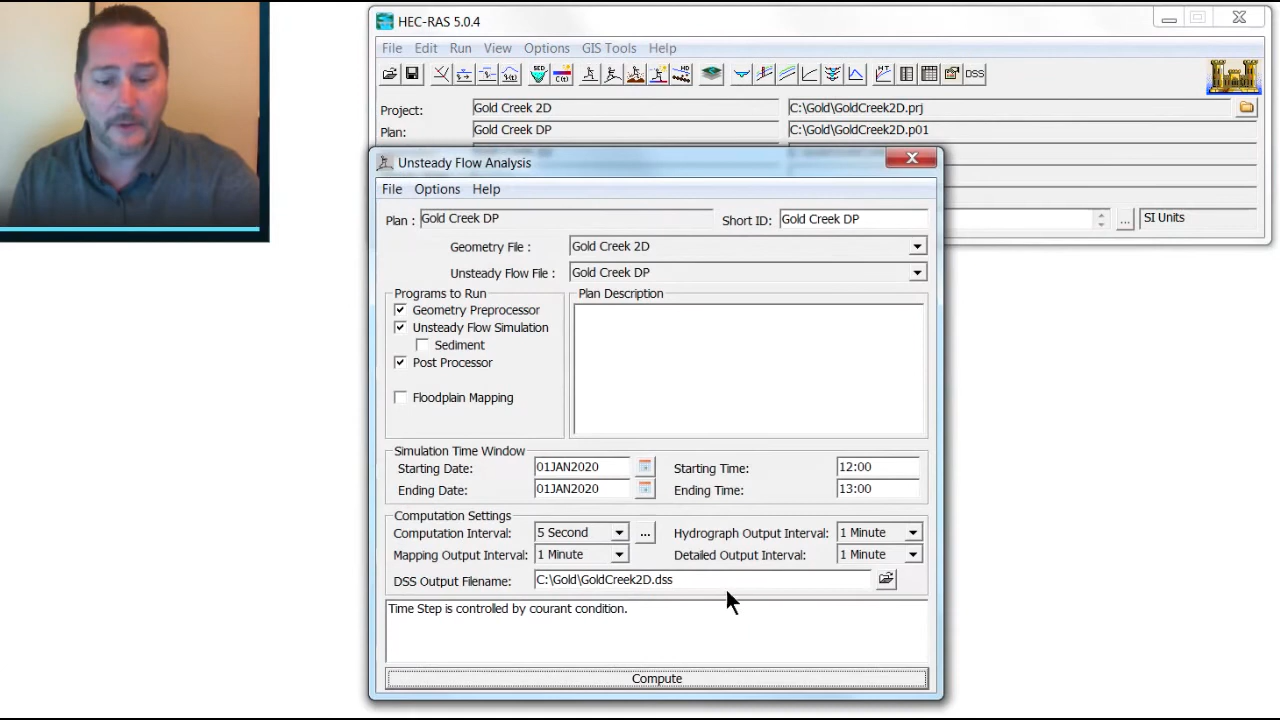 HEC-RAS 5.0.4
File Edit Run View Options GIS Tools Help
DSS
Project: Gold Creek 2D C:\Gold\GoldCreek2D.prj
Plan: Gold Creek DP C:\Gold\GoldCreek2D.p01
... SI Units
Unsteady Flow Analysis
File Options Help
Plan : Gold Creek DP Short ID: Gold Creek DP
Geometry File : Gold Creek 2D
Unsteady Flow File : Gold Creek DP
Programs to Run Plan Description
Geometry Preprocessor
Unsteady Flow Simulation
Sediment
Post Processor
Floodplain Mapping
Simulation Time Window
Starting Date: 01JAN2020 Starting Time: 12:00
Ending Date: 01JAN2020 Ending Time: 13:00
Computation Settings
Computation Interval: 5 Second ... Hydrograph Output Interval: 1 Minute
Mapping Output Interval: 1 Minute Detailed Output Interval: 1 Minute
DSS Output Filename: C:\Gold\GoldCreek2D.dss
Time Step is controlled by courant condition.
Compute